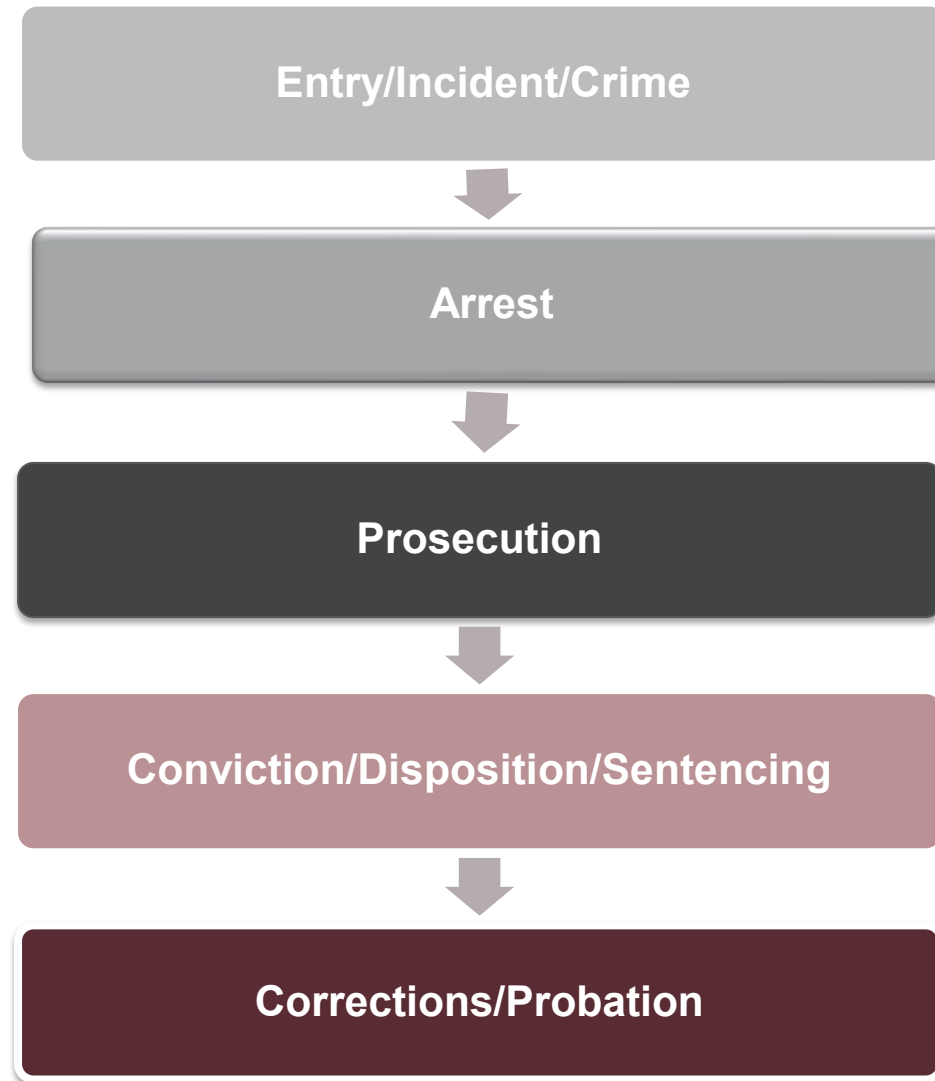 Entry/Incident/Crime
Arrest
Prosecution
Conviction/Disposition/Sentencing
Corrections/Probation